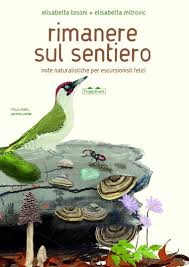 elisabetta tosoni • elisabetta mitrovic
rimanere
sul sentiero
note naturalistiche per escursionisti felici